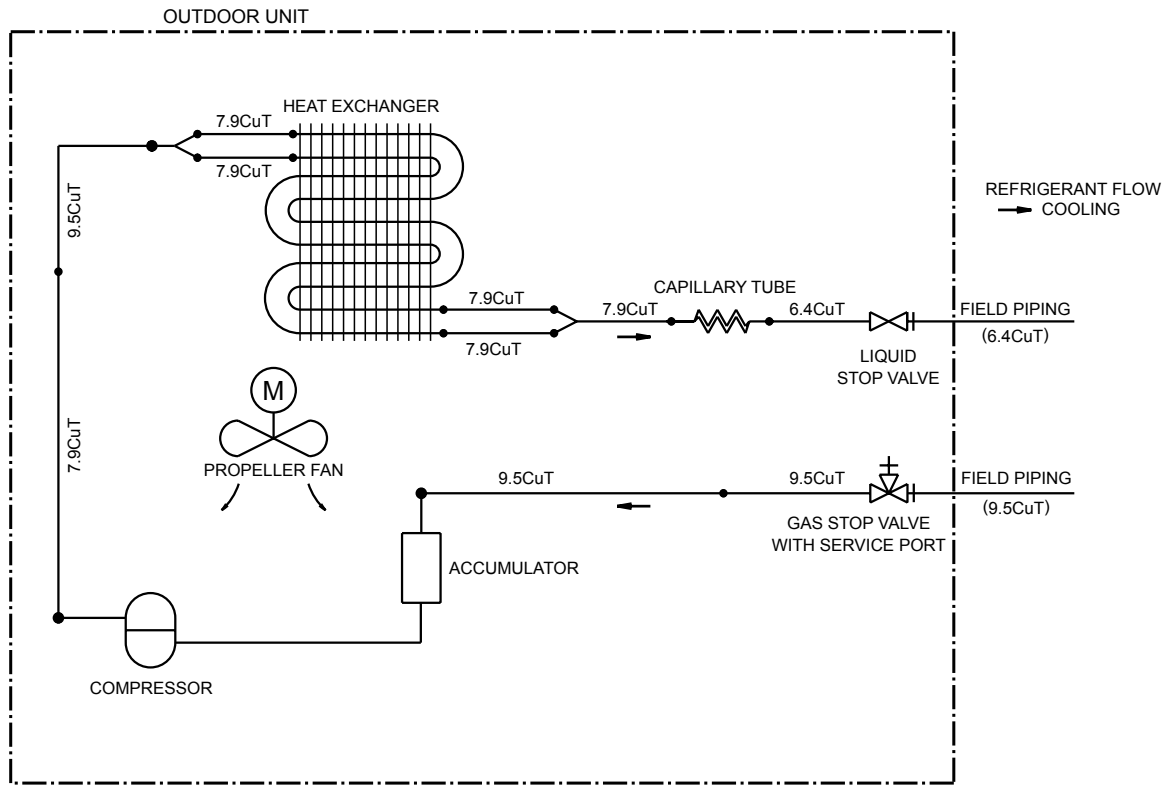 OUTDOOR UNIT
HEAT EXCHANGER
7.9CuT
7.9CuT
9.5CuT
REFRIGERANT FLOW
COOLING
CAPILLARY TUBE
7.9CuT
7.9CuT
6.4CuT
FIELD PIPING
(6.4CuT)
7.9CuT
LIQUID
STOP VALVE
M
7.9CuT
PROPELLER FAN
9.5CuT
9.5CuT
FIELD PIPING
(9.5CuT)
GAS STOP VALVE
WITH SERVICE PORT
ACCUMULATOR
COMPRESSOR